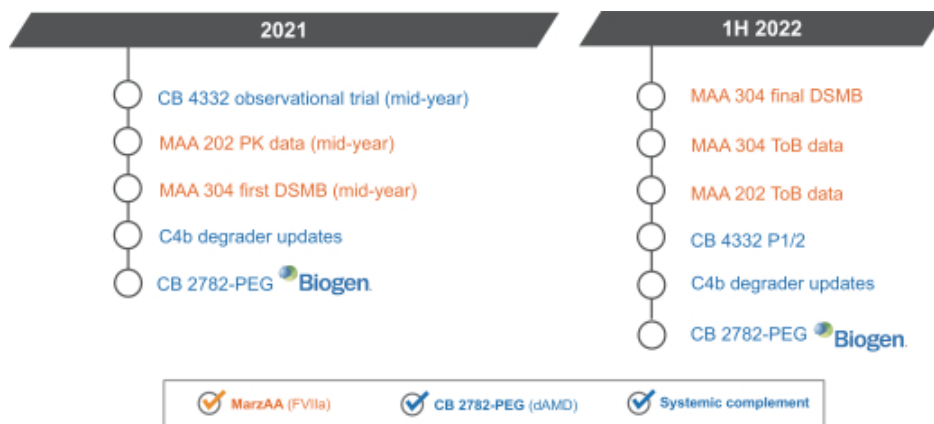 2021
CB 4332 observational trial (mid-year)
MAA 202 PK data (mid-year)
MAA 304 first DSMB (mid-year)
C4b degrader updates
CB 2782-PEG Biogen.
1H 2022
MAA 304 final DSMB
MAA 304 ToB data
MAA 202 ToB data
CB 4332 P1/2
C4b degrader updates
CB 2782-PEG Biogen.
MarzAA (FVIIa) CB 2782-PEG (dAMD) Systemic complement